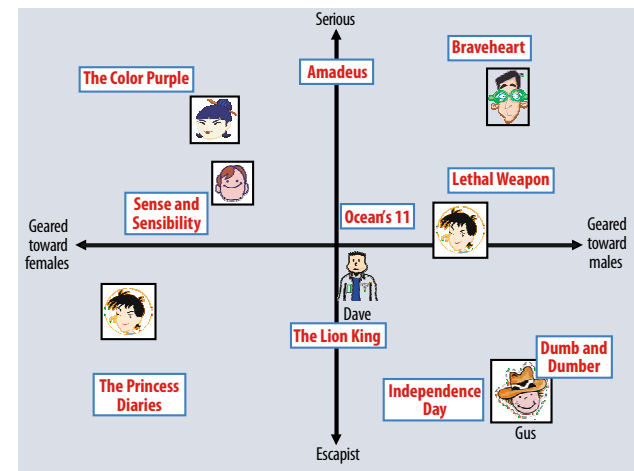 Serious
Braveheart
Amadeus
The Color Purple
Lethal Weapon
Sense and
Sensibility
Ocean's 11
Geared
toward
females
Geared
toward
males
Dave
The Lion King
Dumb and
Dumber
The Princess
Diaries
Independence
Day
Gus
Escapist